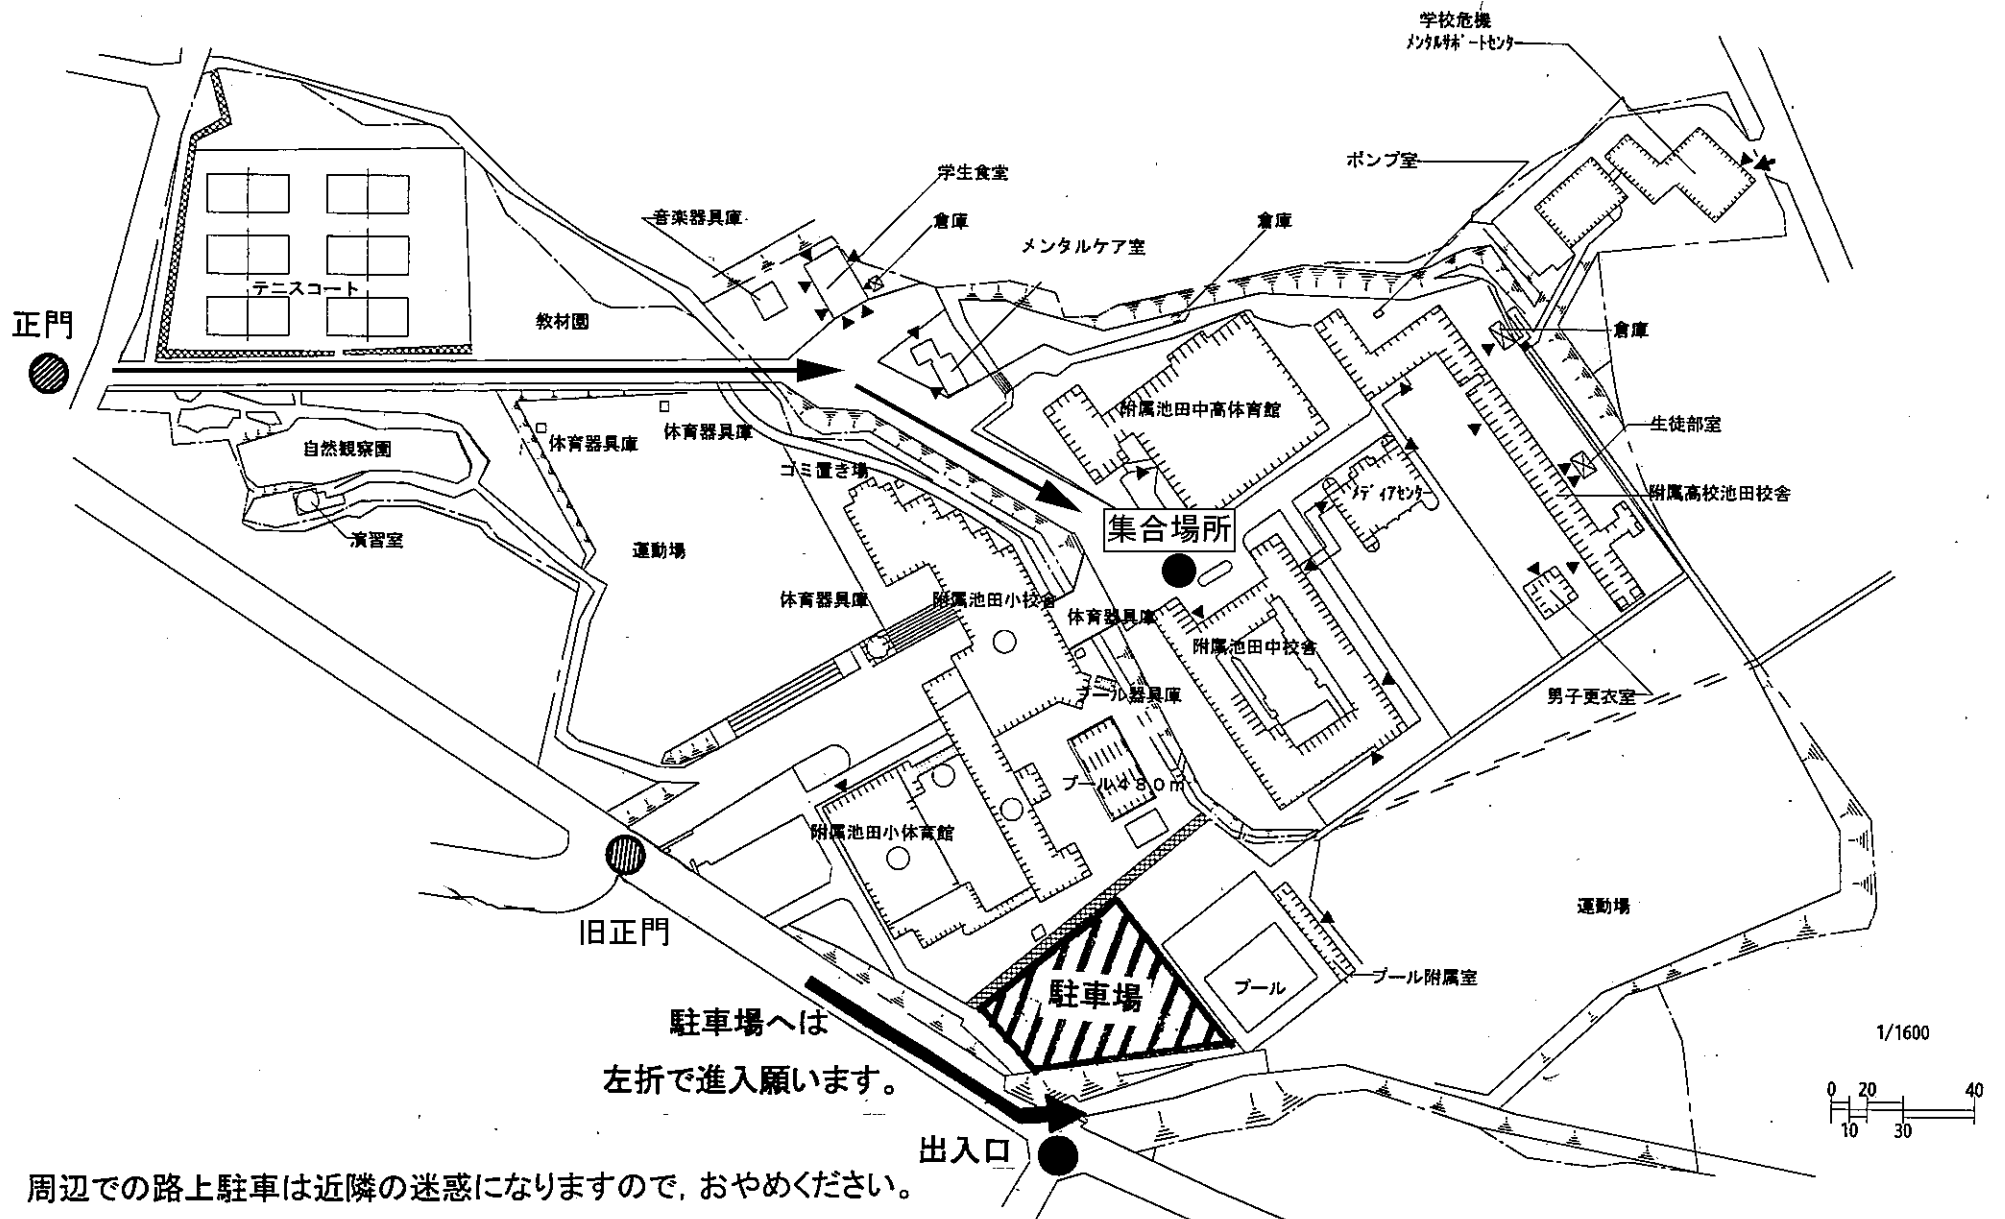 学校危機
メンタルサポートセンター
ポンプ室
学生食堂
音楽器具庫
倉庫
メンタルケア室
倉庫
テニスコート
正門
教材園
倉庫
附属池田中高体育館
生徒部室
体育器具庫
体育器具庫
自然観察園
ゴミ置き場
メディアセンター
附属高校池田校舎
集合場所
演習室
運動場
体育器具庫
附属池田小校舎
体育器具庫
附属池田中校舎
プール器具庫
男子更衣室
プール480㎡
附属池田小体育館
旧正門
運動場
プール附属室
プール
駐車場
駐車場へは
左折で進入願います。
1/1600
0 20 40
10 30
出入口
周辺での路上駐車は近隣の迷惑になりますので,おやめください。